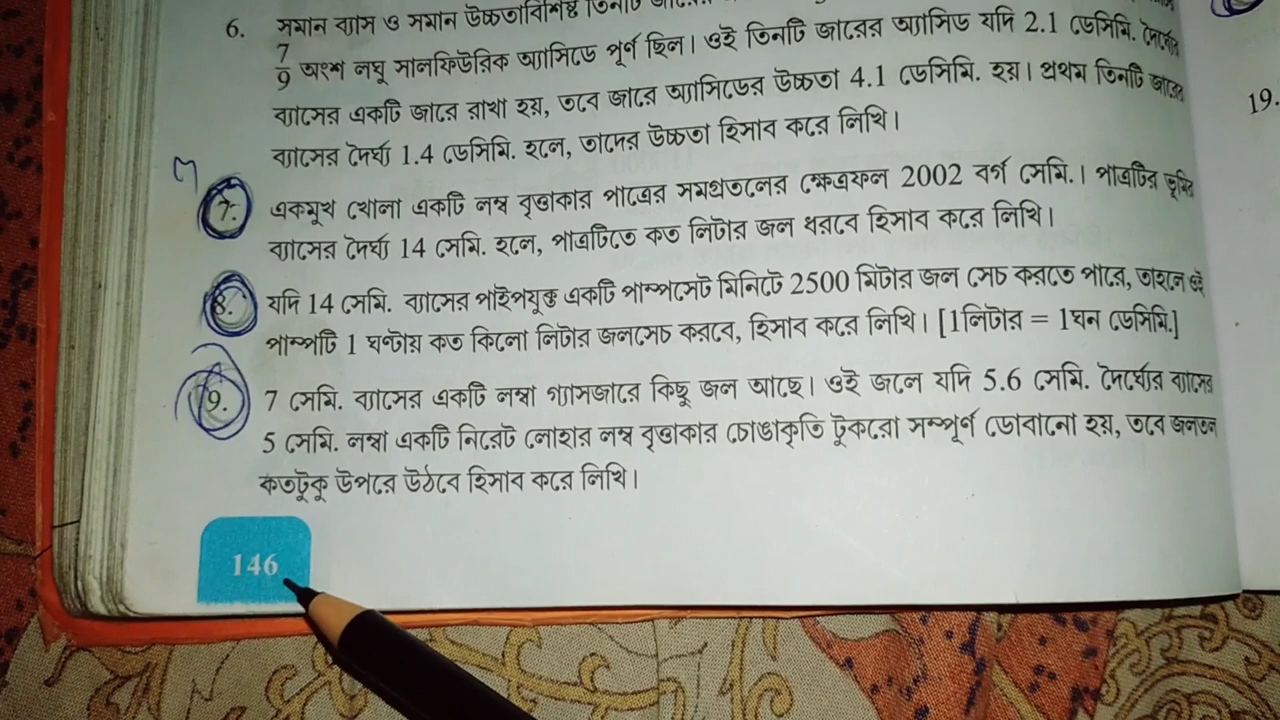 6. সমান ব্যাস ও সমান উচ্চতাবিশিষ্ট তিনটি
7/9 অংশ লঘু সালফিউরিক অ্যাসিডে পূর্ণ ছিল। ওই তিনটি জারের অ্যাসিড যদি 2.1 ডেসিমি. দৈর্ঘ্যের
ব্যাসের একটি জারে রাখা হয়, তবে জারে অ্যাসিডের উচ্চতা 4.1 ডেসিমি. হয়। প্রথম তিনটি জারের
ব্যাসের দৈর্ঘ্য 1.4 ডেসিমি. হলে, তাদের উচ্চতা হিসাব করে লিখি।
7. একমুখ খোলা একটি লম্ব বৃত্তাকার পাত্রের সমগ্রতলের ক্ষেত্রফল 2002 বর্গ সেমি.। পাত্রটির ভূমির
ব্যাসের দৈর্ঘ্য 14 সেমি. হলে, পাত্রটিতে কত লিটার জল ধরবে হিসাব করে লিখি।
8. যদি 14 সেমি. ব্যাসের পাইপযুক্ত একটি পাম্পসেট মিনিটে 2500 মিটার জল সেচ করতে পারে, তাহলে ওই
পাম্পটি 1 ঘণ্টায় কত কিলো লিটার জলসেচ করবে, হিসাব করে লিখি। [1লিটার = 1ঘন ডেসিমি.]
9. 7 সেমি. ব্যাসের একটি লম্বা গ্যাসজারে কিছু জল আছে। ওই জলে যদি 5.6 সেমি. দৈর্ঘ্যের ব্যাসের
5 সেমি. লম্বা একটি নিরেট লোহার লম্ব বৃত্তাকার চোঙাকৃতি টুকরো সম্পূর্ণ ডোবানো হয়, তবে জলতল
কতটুকু উপরে উঠবে হিসাব করে লিখি।
146
19.